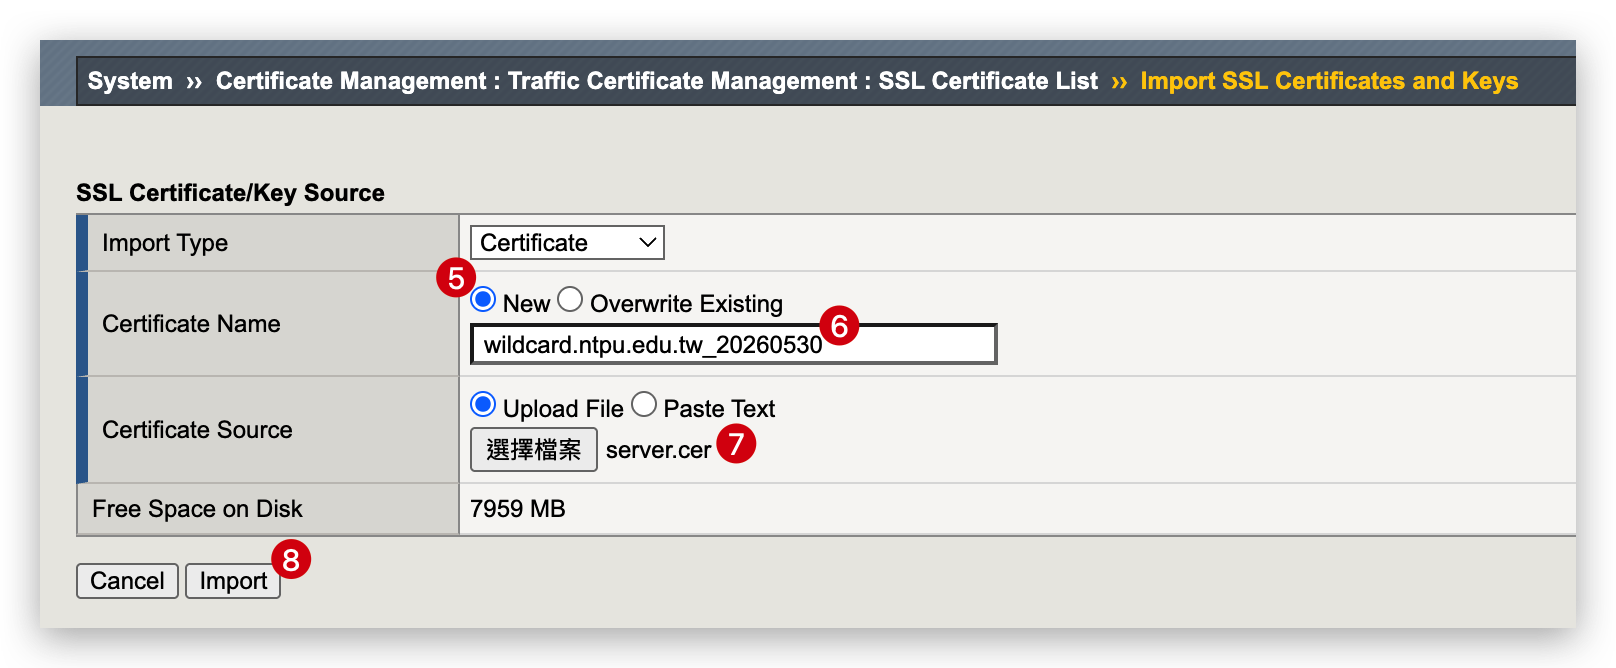 System ›› Certificate Management : Traffic Certificate Management : SSL Certificate List ›› Import SSL Certificates and Keys
SSL Certificate/Key Source
Import Type Certificate
5
New Overwrite Existing
Certificate Name
6
wildcard.ntpu.edu.tw_20260530
Upload File Paste Text
Certificate Source
選擇檔案 server.cer 7
Free Space on Disk 7959 MB
8
Cancel Import